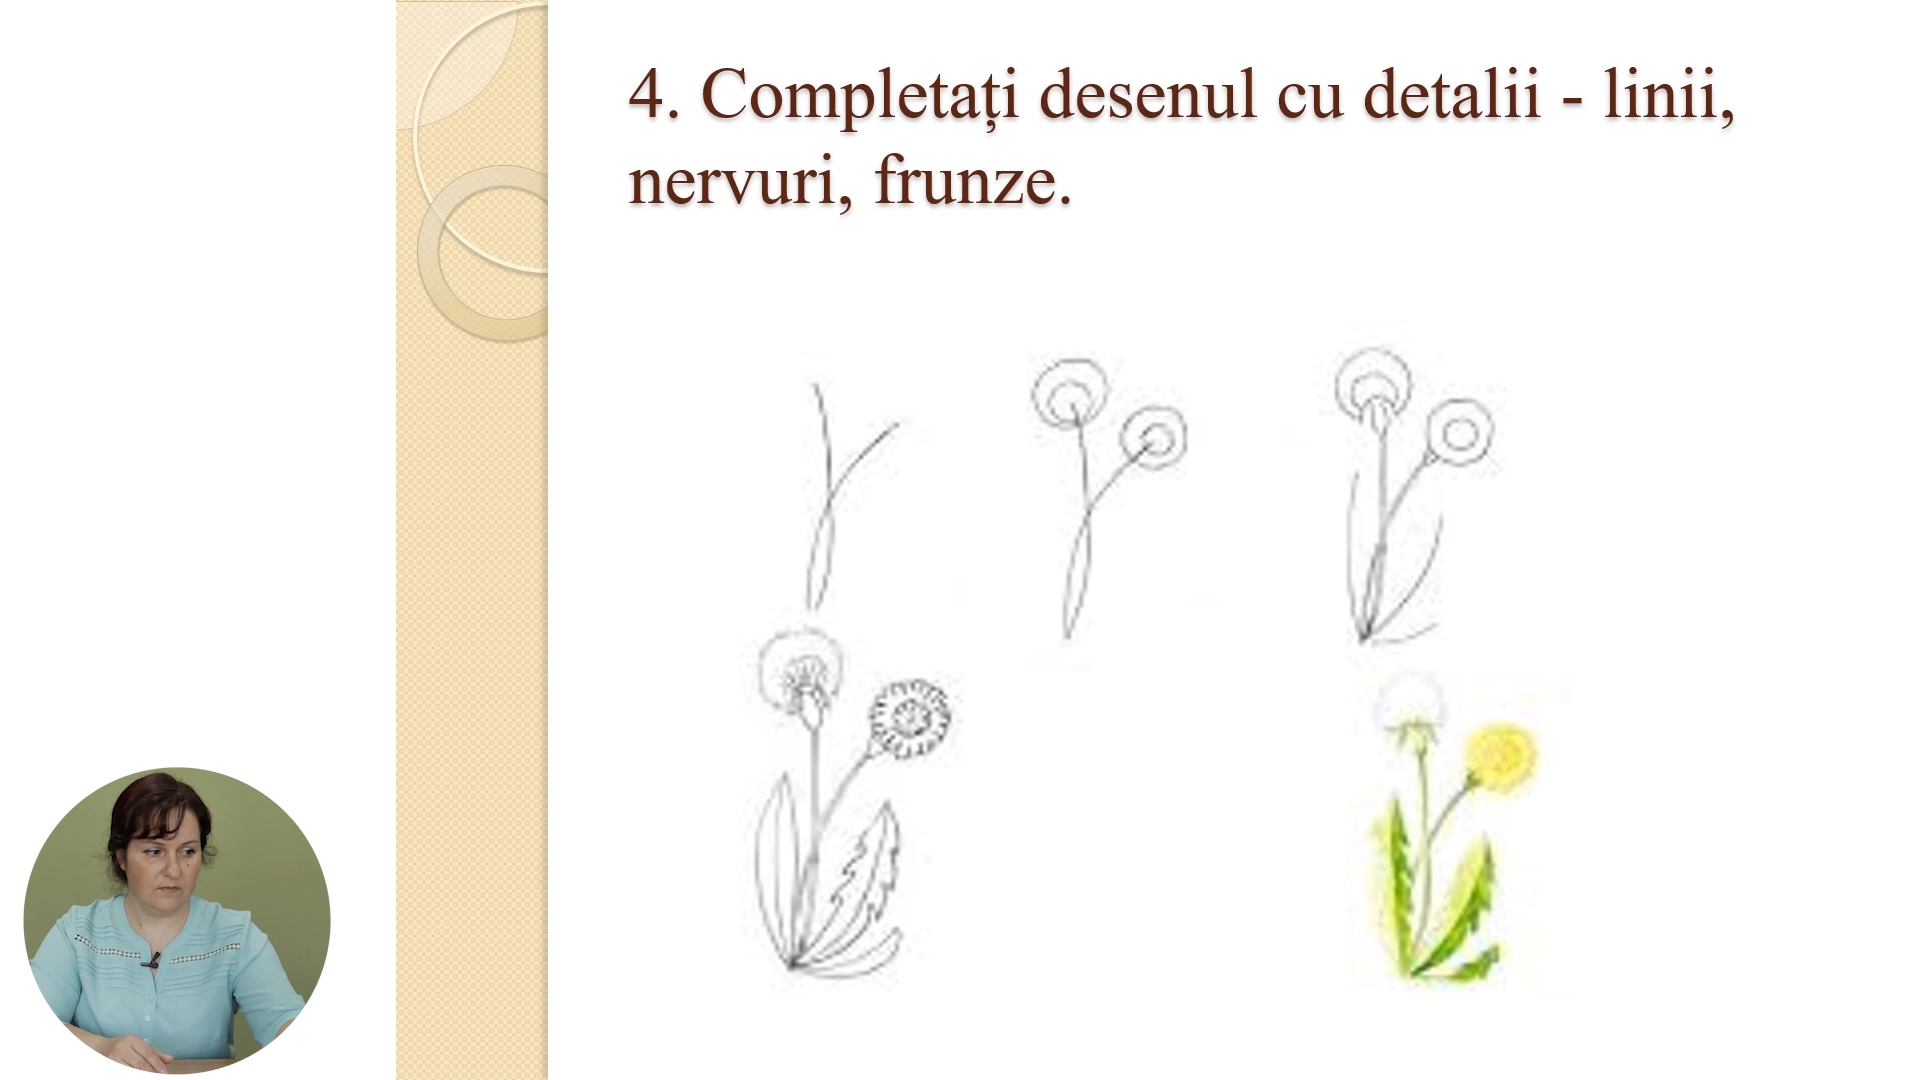 4. Completați desenul cu detalii - linii,
nervuri, frunze.